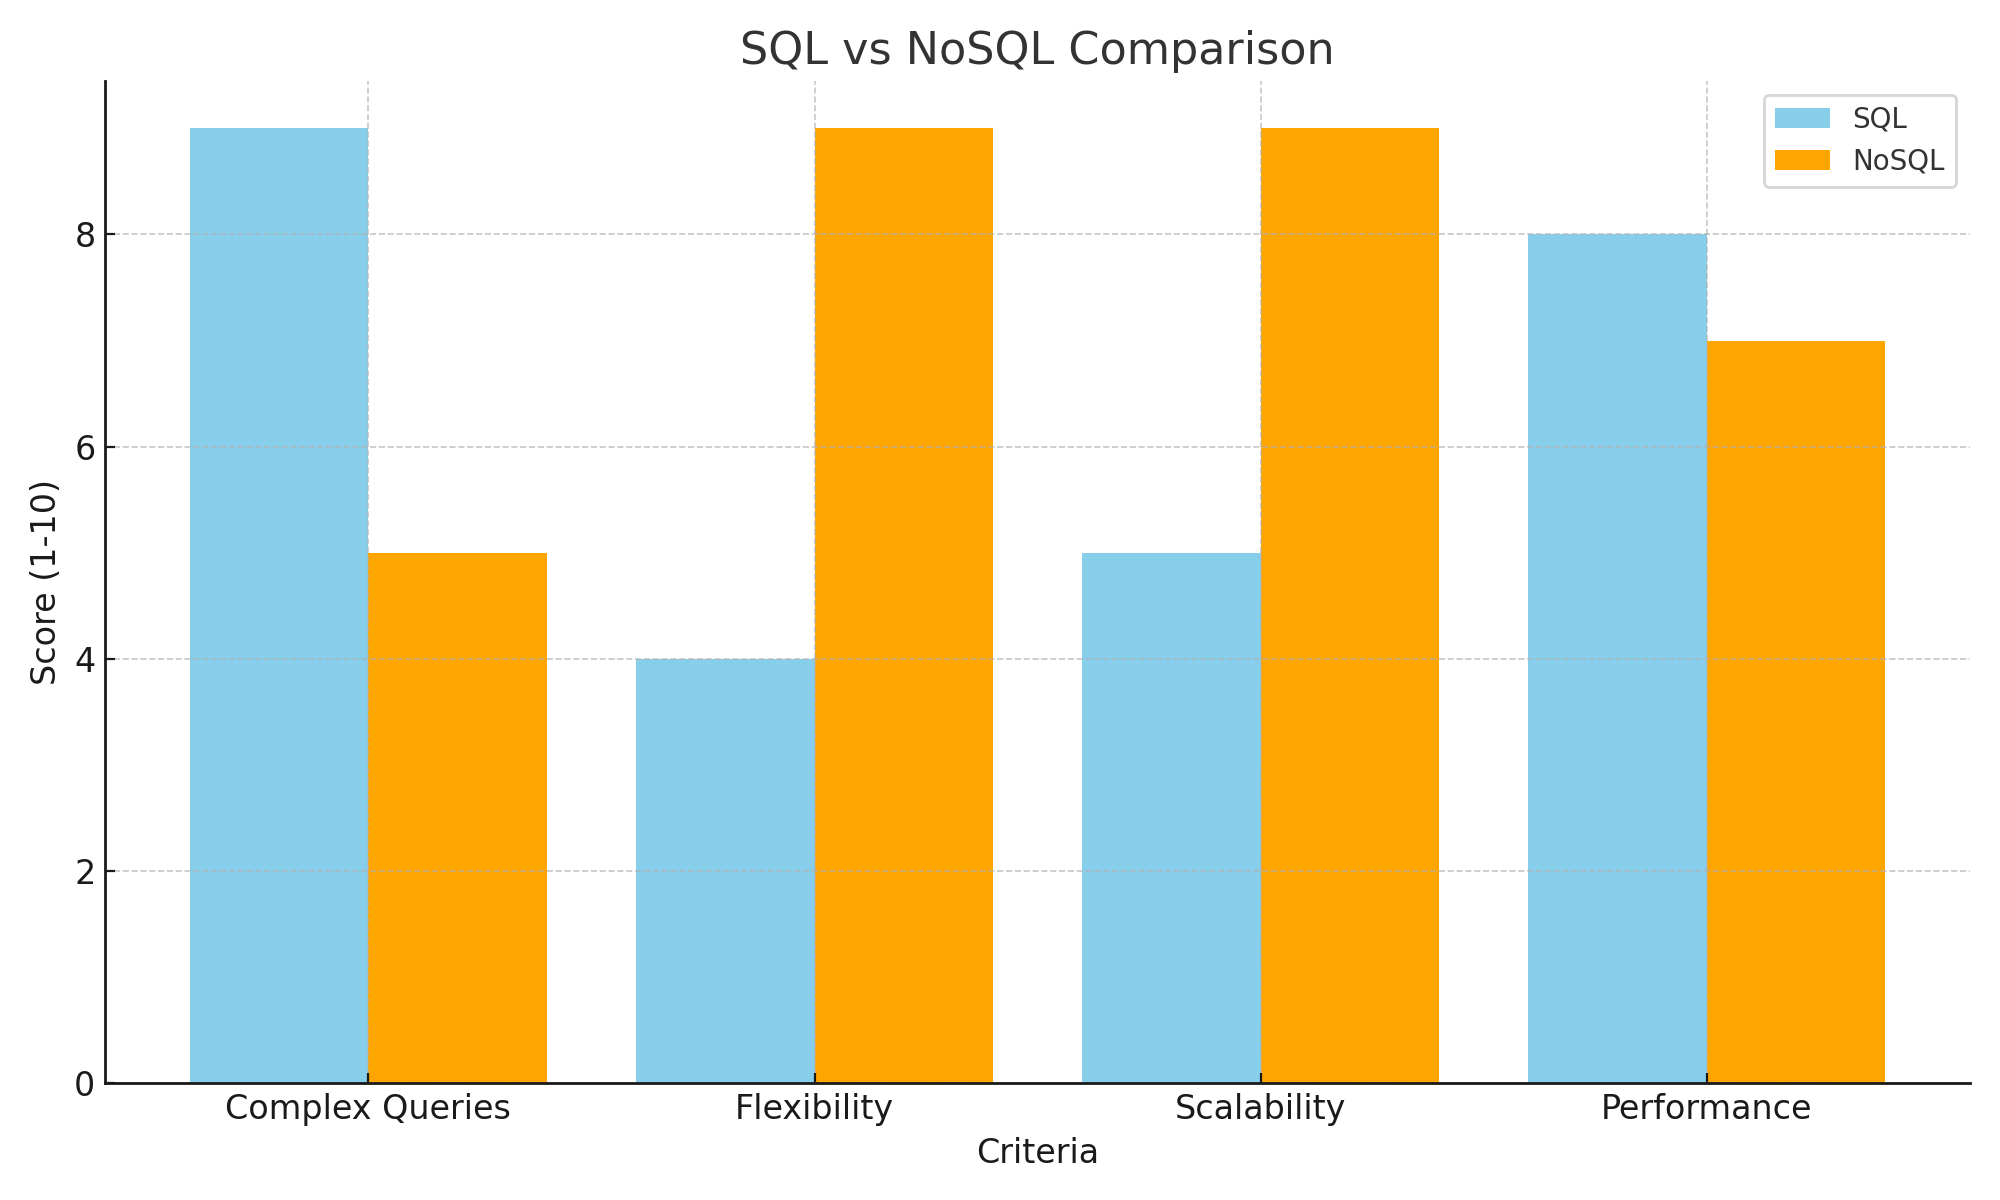 SQL vs NoSQL Comparison
SQL
NoSQL
Score (1-10)
8
6
4
2
0
Complex Queries
Flexibility
Scalability
Performance
Criteria